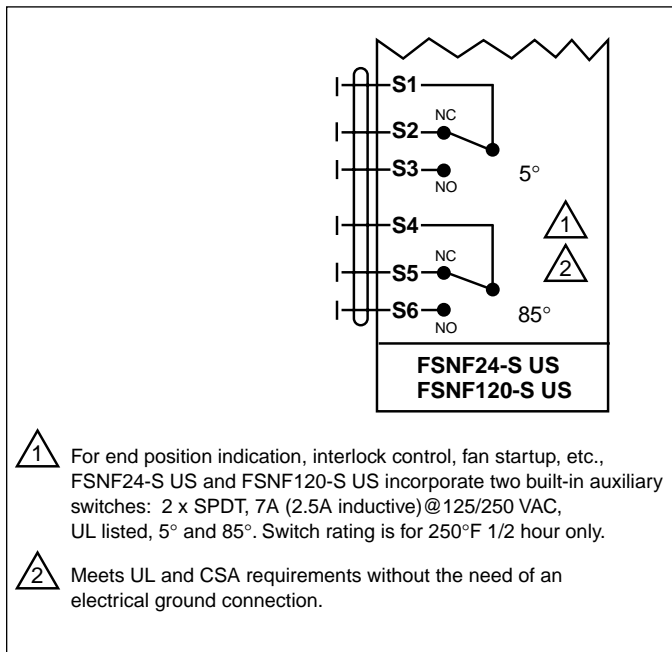 S1
NC
S2
S3
NO
5°
S4
1
NC
S5
2
S6
NO
85°
FSNF24-S US
FSNF120-S US
1 For end position indication, interlock control, fan startup, etc.,
FSNF24-S US and FSNF120-S US incorporate two built-in auxiliary
switches: 2 x SPDT, 7A (2.5A inductive)@125/250 VAC,
UL listed, 5° and 85°. Switch rating is for 250°F 1/2 hour only.
2 Meets UL and CSA requirements without the need of an
electrical ground connection.